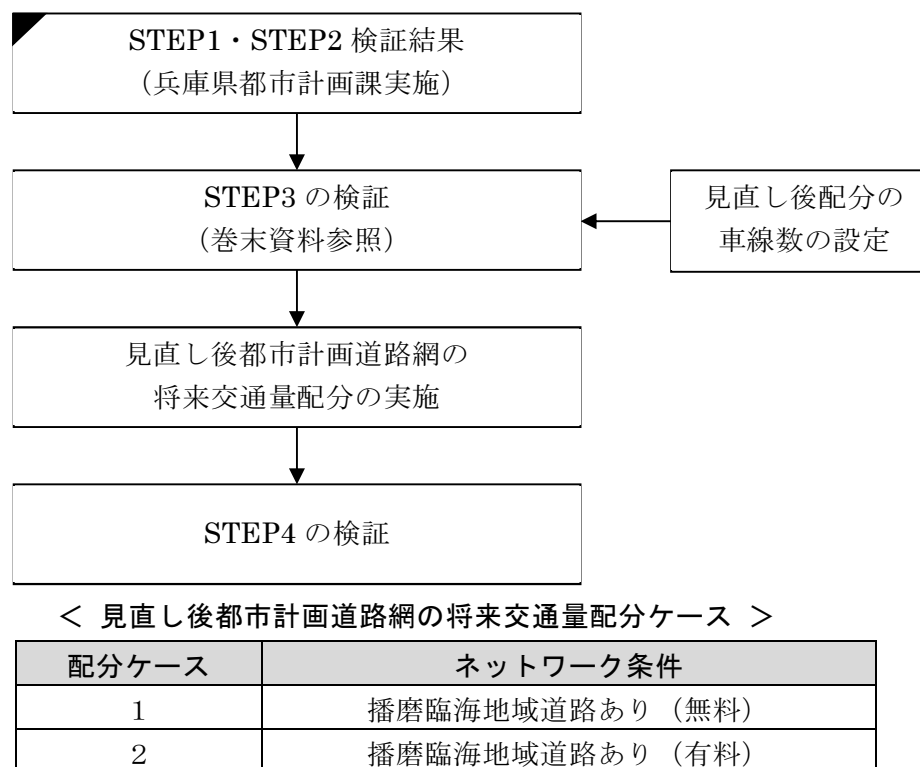 STEP1・STEP2 検証結果
(兵庫県都市計画課実施)
STEP3 の検証
(巻末資料参照)
見直し後配分の
車線数の設定
見直し後都市計画道路網の
将来交通量配分の実施
STEP4 の検証
< 見直し後都市計画道路網の将来交通量配分ケース >
配分ケース ネットワーク条件
1 播磨臨海地域道路あり(無料)
2 播磨臨海地域道路あり(有料)